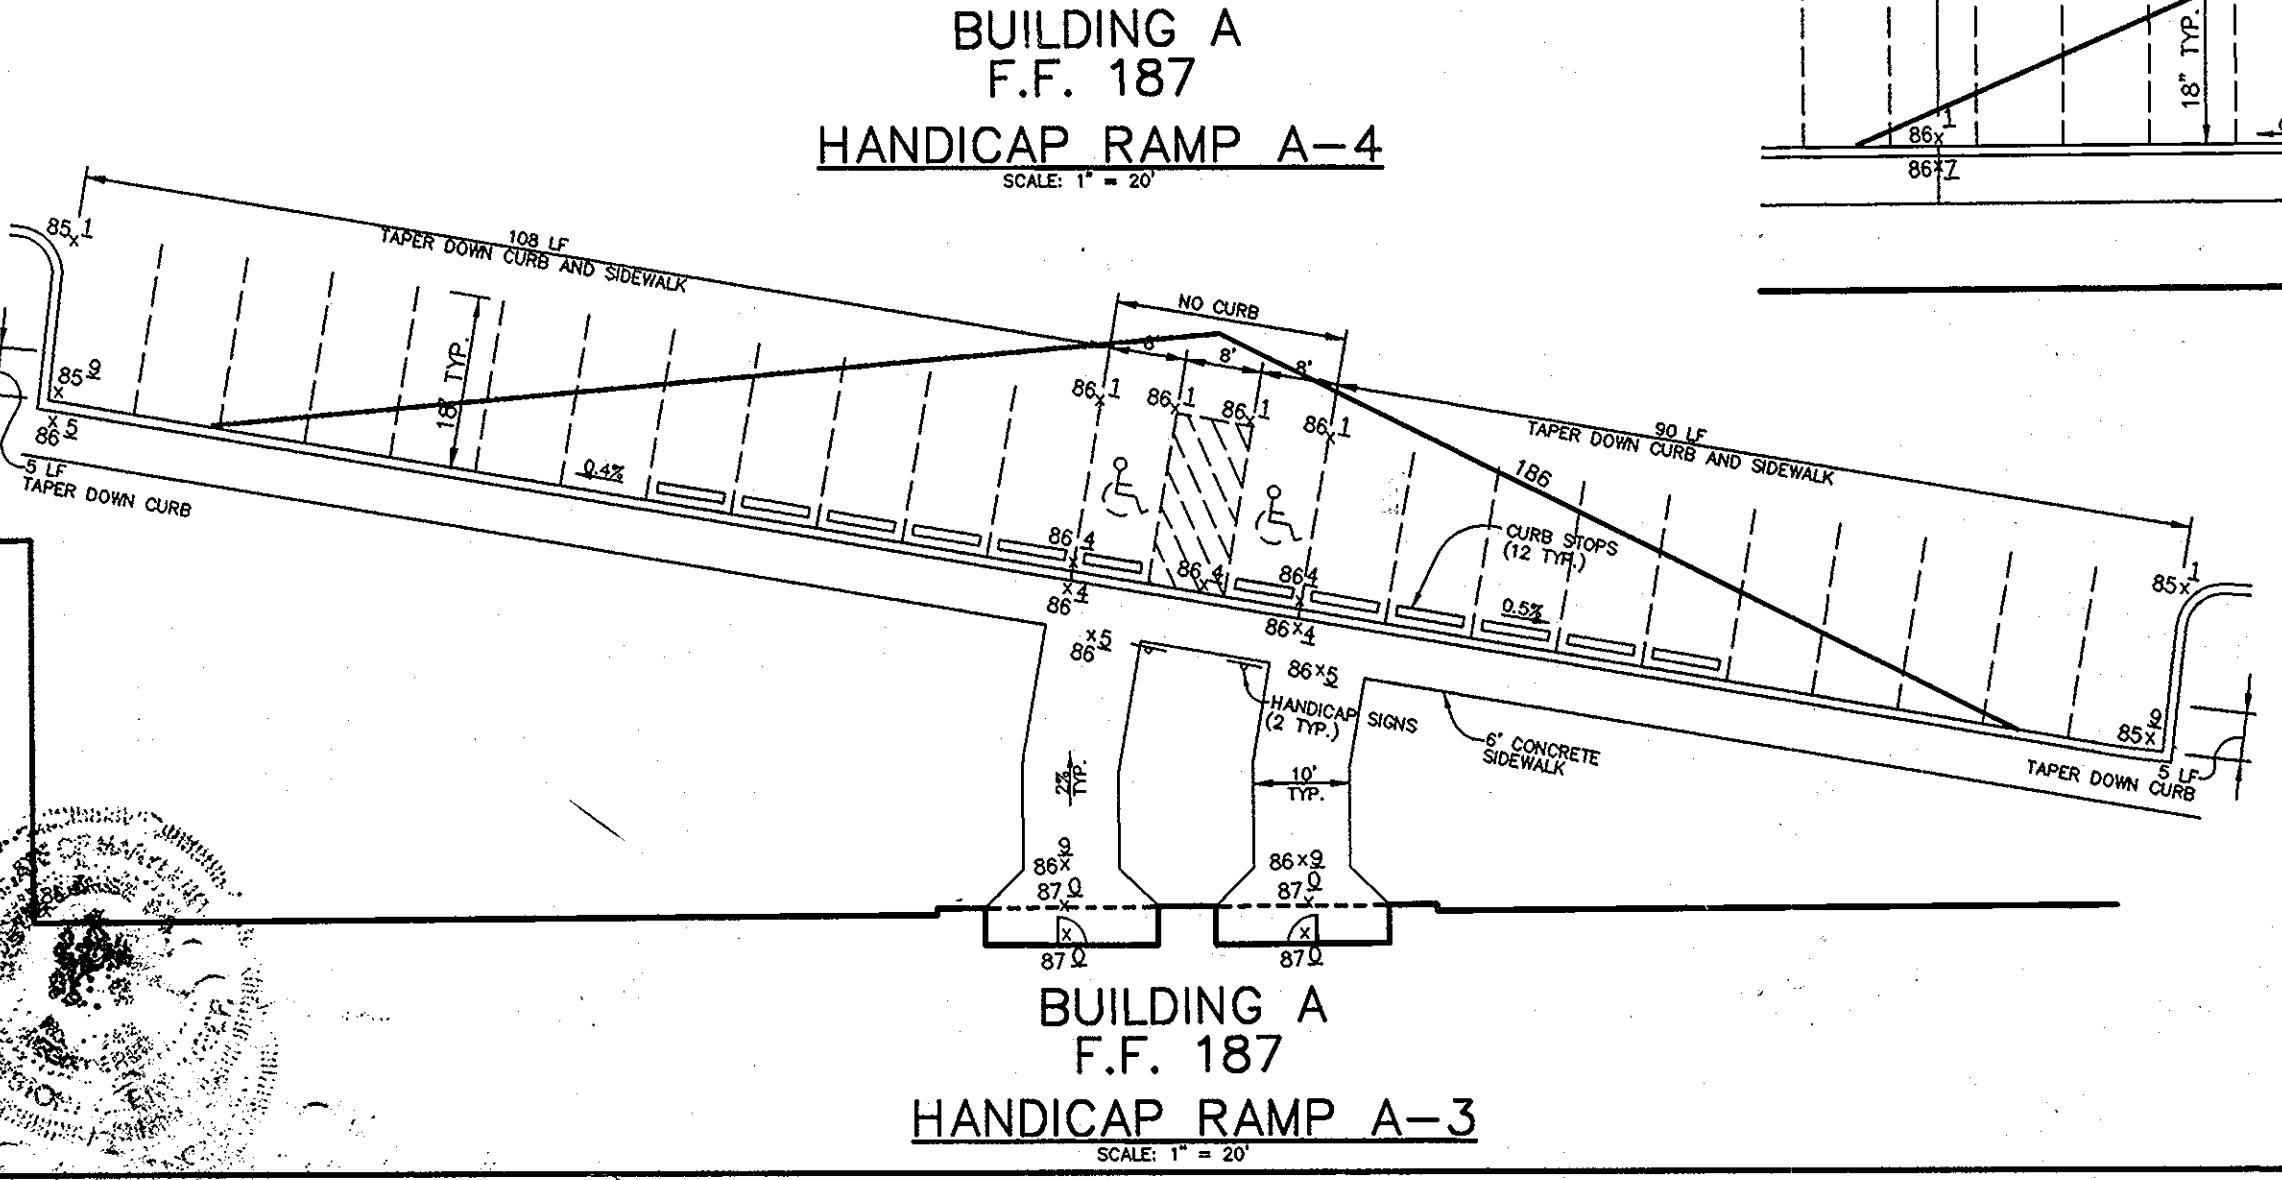 BUILDING A
F.F. 187
HANDICAP RAMP A-4
SCALE: 1" = 20'
18" TYP.
86 1
86 7
85 1
108 LF
TAPER DOWN CURB AND SIDEWALK
NO CURB
8'
8'
8'
18" TYP.
85 9
86 5
5 LF
TAPER DOWN CURB
0.4%
86 1
86 1
86 1
86 1
90 LF
TAPER DOWN CURB AND SIDEWALK
186
CURB STOPS
(12 TYP.)
0.5%
85 1
86 4
86 4
86 4
86 4
86 4
86 5
86 5
HANDICAP SIGNS
(2 TYP.)
6' CONCRETE
SIDEWALK
85 9
5 LF
TAPER DOWN CURB
2%
TYP.
10'
TYP.
86 9
87 0
86 9
87 0
87 0
87 0
BUILDING A
F.F. 187
HANDICAP RAMP A-3
SCALE: 1" = 20'